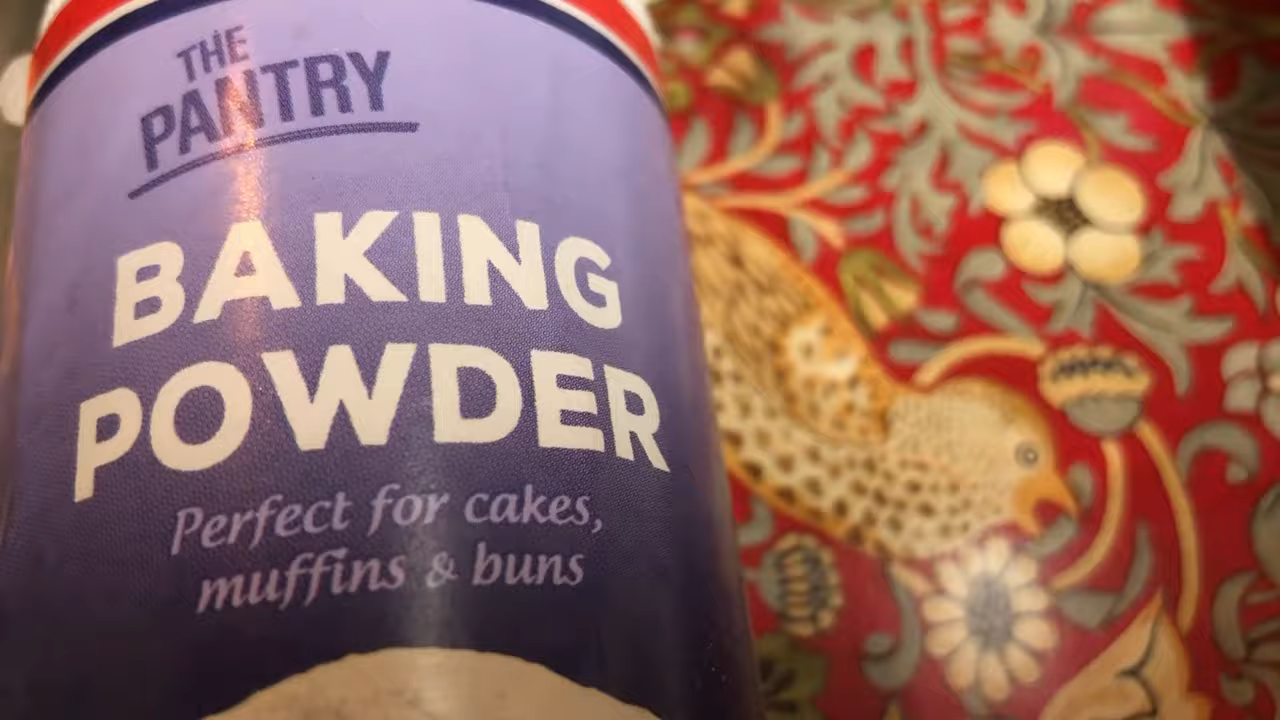 THE
PANTRY
BAKING
POWDER
Perfect for cakes,
muffins & buns